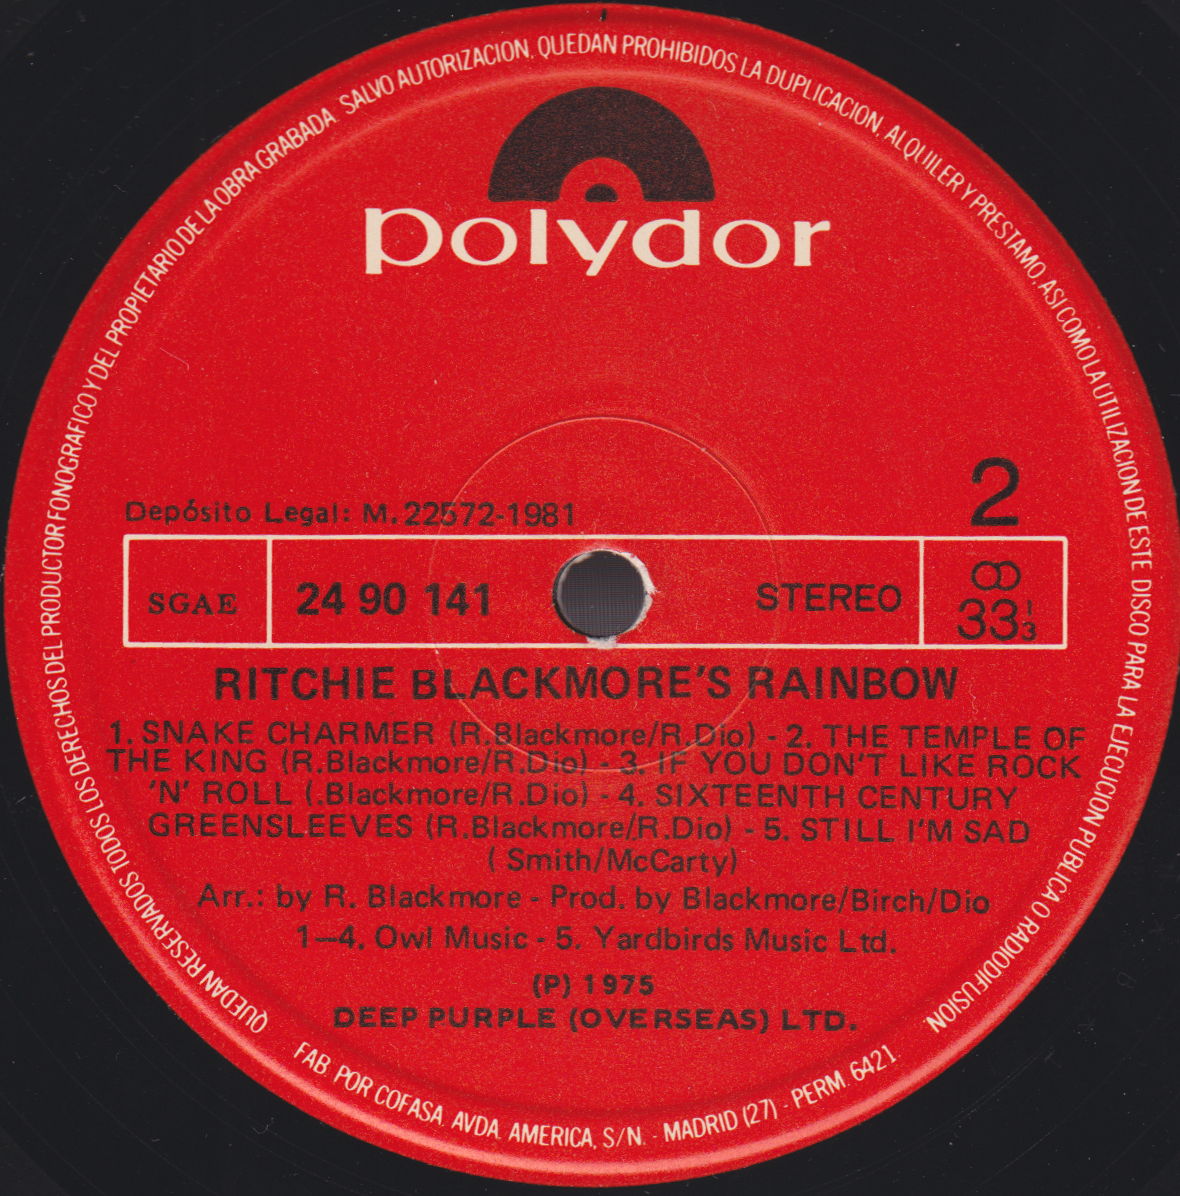 QUEDAN RESERVADOS TODOS LOS DERECHOS DEL PRODUCTOR FONOGRAFICO Y DEL PROPIETARIO DE LA OBRA GRABADA. SALVO AUTORIZACION, QUEDAN PROHIBIDOS LA DUPLICACION, ALQUILER Y PRESTAMO, ASI COMO LA UTILIZACION DE ESTE DISCO PARA LA EJECUCION PUBLICA O RADIODIFUSION.
polydor
2
Depósito Legal: M. 22572-1981
SGAE
24 90 141
STEREO
33 1/3
RITCHIE BLACKMORE'S RAINBOW
1. SNAKE CHARMER (R.Blackmore/R.Dio) - 2. THE TEMPLE OF
THE KING (R.Blackmore/R.Dio) - 3. IF YOU DON'T LIKE ROCK
'N' ROLL (.Blackmore/R.Dio) - 4. SIXTEENTH CENTURY
GREENSLEEVES (R.Blackmore/R.Dio) - 5. STILL I'M SAD
( Smith/McCarty)
Arr.: by R. Blackmore - Prod. by Blackmore/Birch/Dio
1—4. Owl Music - 5. Yardbirds Music Ltd.
(P) 1975
DEEP PURPLE (OVERSEAS) LTD.
FAB. POR COFASA. AVDA. AMERICA, S/N. - MADRID (27) - PERM. 6421.